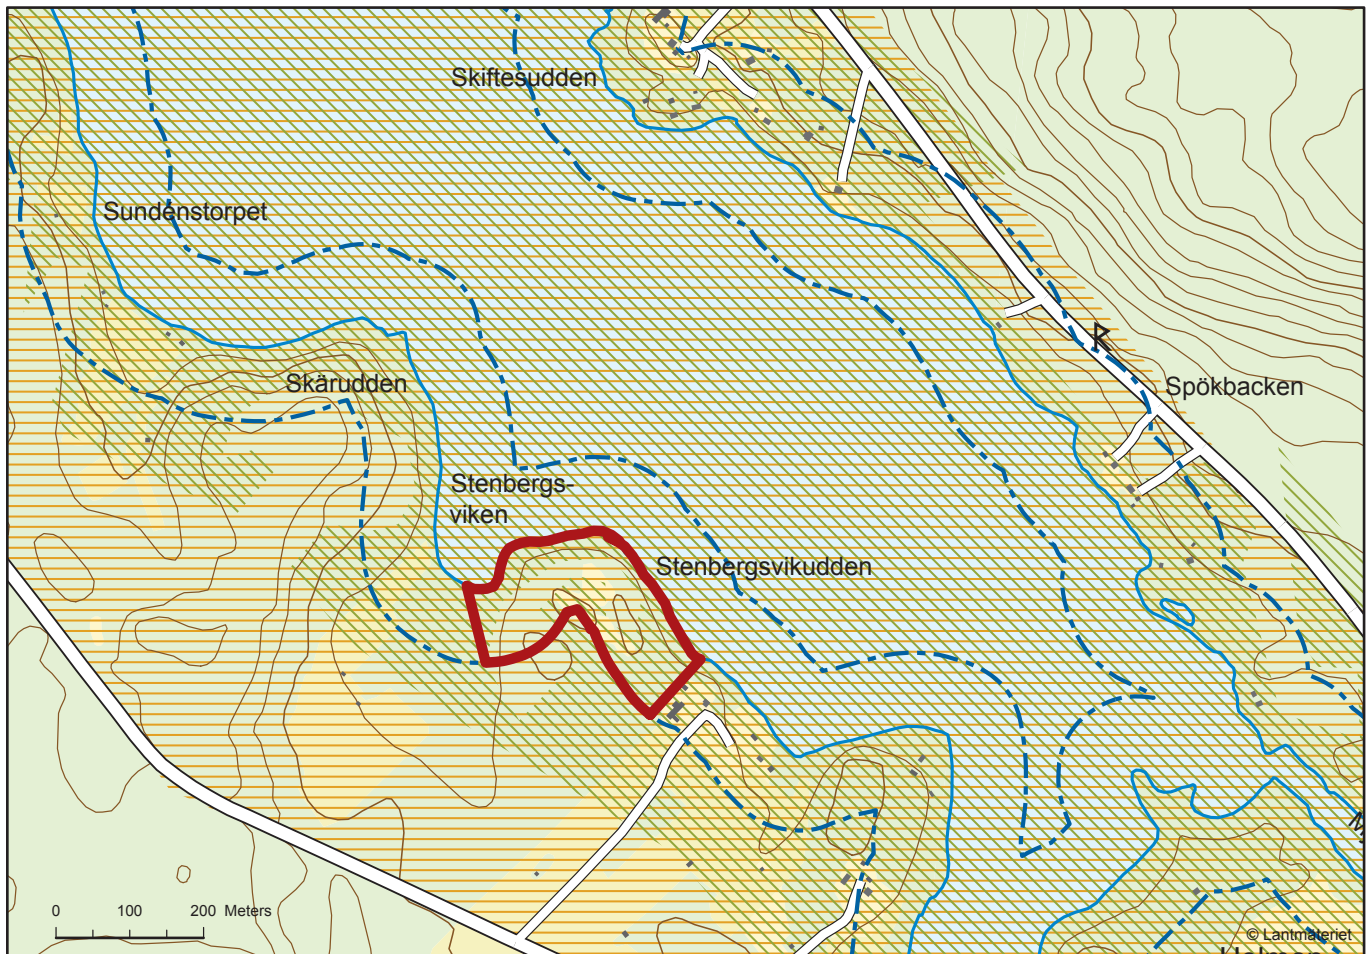 Skiftesudden
Sundenstorpet
Skärudden
Spökbacken
Stenbergs-
viken
Stenbergsvikudden
0 100 200 Meters
© Lantmäteriet